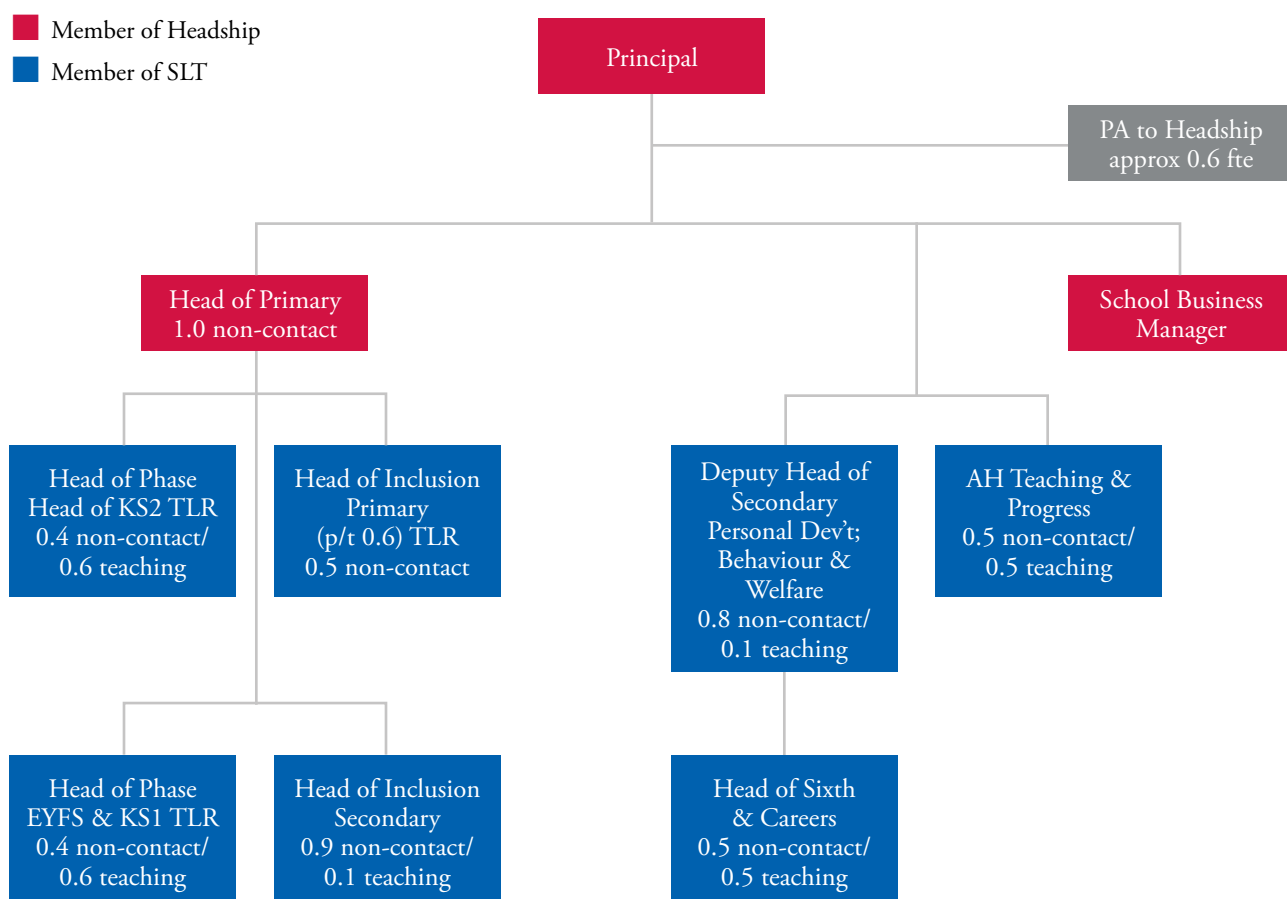 Member of Headship
Member of SLT
Principal
PA to Headship
approx 0.6 fte
Head of Primary
1.0 non-contact
School Business
Manager
Head of Phase
Head of KS2 TLR
0.4 non-contact/
0.6 teaching
Head of Inclusion
Primary
(p/t 0.6) TLR
0.5 non-contact
Deputy Head of
Secondary
Personal Dev't;
Behaviour &
Welfare
0.8 non-contact/
0.1 teaching
AH Teaching &
Progress
0.5 non-contact/
0.5 teaching
Head of Phase
EYFS & KS1 TLR
0.4 non-contact/
0.6 teaching
Head of Inclusion
Secondary
0.9 non-contact/
0.1 teaching
Head of Sixth
& Careers
0.5 non-contact/
0.5 teaching